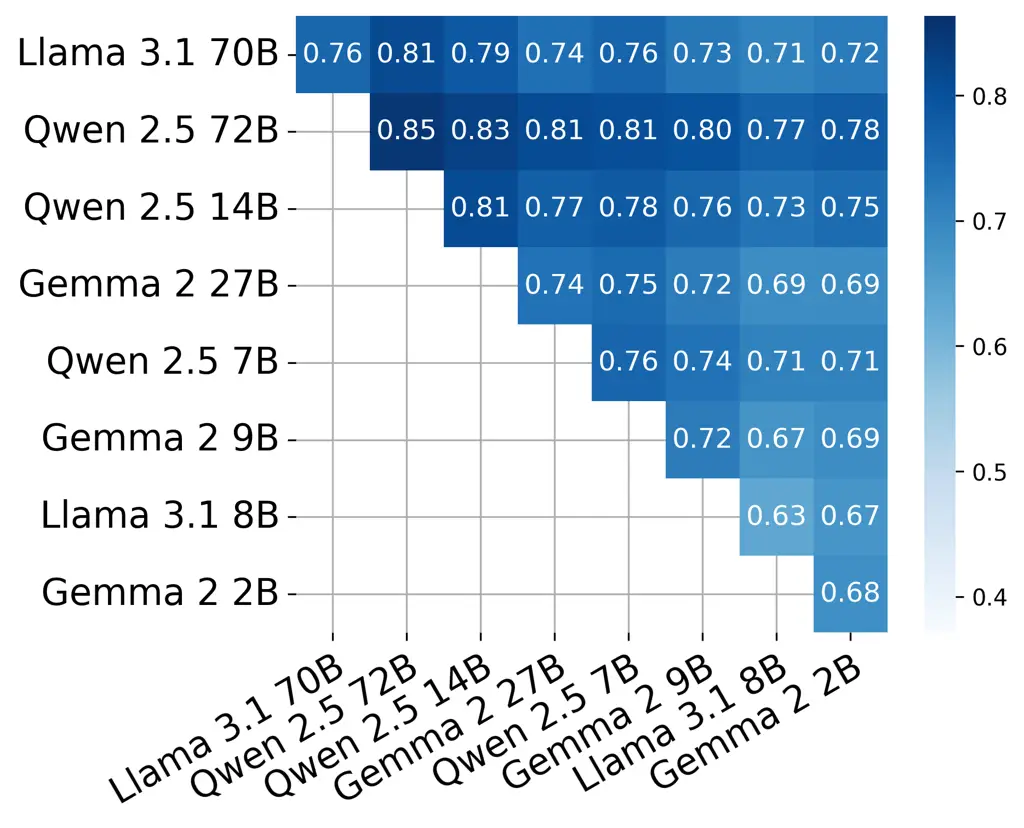 Llama 3.1 70B 0.76 0.81 0.79 0.74 0.76 0.73 0.71 0.72
Qwen 2.5 72B 0.85 0.83 0.81 0.81 0.80 0.77 0.78
Qwen 2.5 14B 0.81 0.77 0.78 0.76 0.73 0.75
Gemma 2 27B 0.74 0.75 0.72 0.69 0.69
Qwen 2.5 7B 0.76 0.74 0.71 0.71
Gemma 2 9B 0.72 0.67 0.69
Llama 3.1 8B 0.63 0.67
Gemma 2 2B 0.68
Llama 3.1 70B
Qwen 2.5 72B
Qwen 2.5 14B
Gemma 2 27B
Qwen 2.5 7B
Gemma 2 9B
Llama 3.1 8B
Gemma 2 2B
0.8
0.7
0.6
0.5
0.4